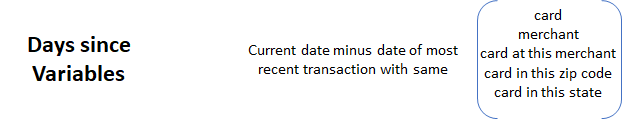 Days since
Variables
Current date minus date of most
recent transaction with same
card
merchant
card at this merchant
card in this zip code
card in this state